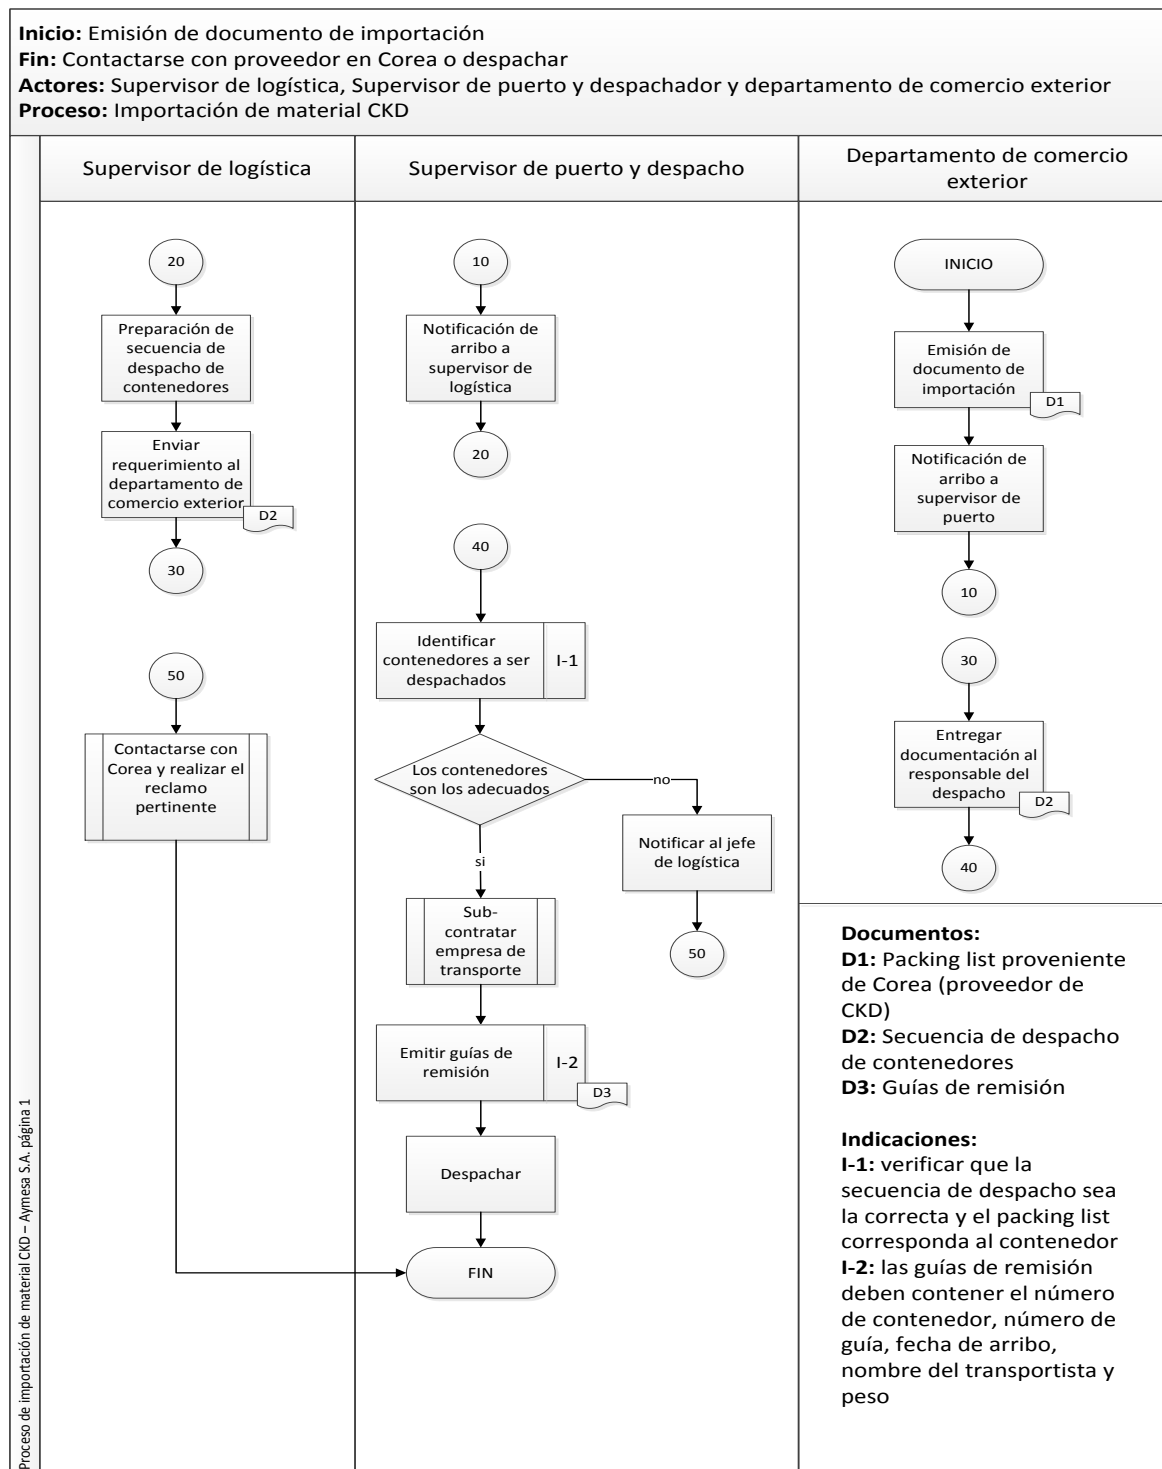 Inicio: Emisión de documento de importación
Fin: Contactarse con proveedor en Corea o despachar
Actores: Supervisor de logística, Supervisor de puerto y despachador y departamento de comercio exterior
Proceso: Importación de material CKD
Supervisor de logística
Supervisor de puerto y despacho
Departamento de comercio
exterior
20
Preparación de
secuencia de
despacho de
contenedores
Enviar
requerimiento al
departamento de
comercio exterior
D2
30
50
Contactarse con
Corea y realizar el
reclamo
pertinente
10
Notificación de
arribo a
supervisor de
logística
20
40
Identificar
contenedores a ser
despachados
I-1
Los contenedores
son los adecuados
no
Notificar al jefe
de logística
50
si
Sub-
contratar
empresa de
transporte
Emitir guías de
remisión
I-2
D3
Despachar
FIN
INICIO
Emisión de
documento de
importación
D1
Notificación de
arribo a
supervisor de
puerto
10
30
Entregar
documentación al
responsable del
despacho
D2
40
Documentos:
D1: Packing list proveniente
de Corea (proveedor de
CKD)
D2: Secuencia de despacho
de contenedores
D3: Guías de remisión
Indicaciones:
I-1: verificar que la
secuencia de despacho sea
la correcta y el packing list
corresponda al contenedor
I-2: las guías de remisión
deben contener el número
de contenedor, número de
guía, fecha de arribo,
nombre del transportista y
peso
Proceso de importación de material CKD – Aymesa S.A. página 1